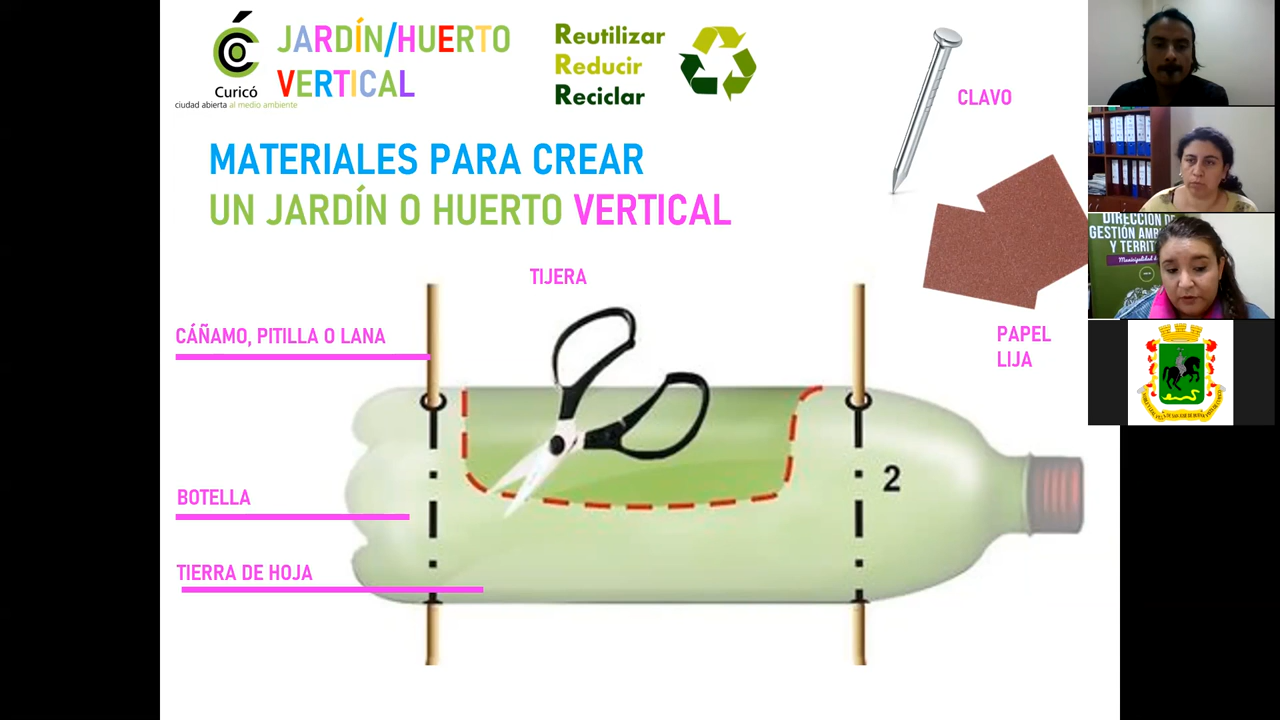 JARDÍN/HUERTO
VERTICAL
Curicó
ciudad abierta al medio ambiente
Reutilizar
Reducir
Reciclar
CLAVO
MATERIALES PARA CREAR
UN JARDÍN O HUERTO VERTICAL
DIRECCIÓN DE
GESTIÓN AMB
Y TERRIT
TIJERA
CÁÑAMO, PITILLA O LANA
PAPEL
LIJA
2
BOTELLA
TIERRA DE HOJA